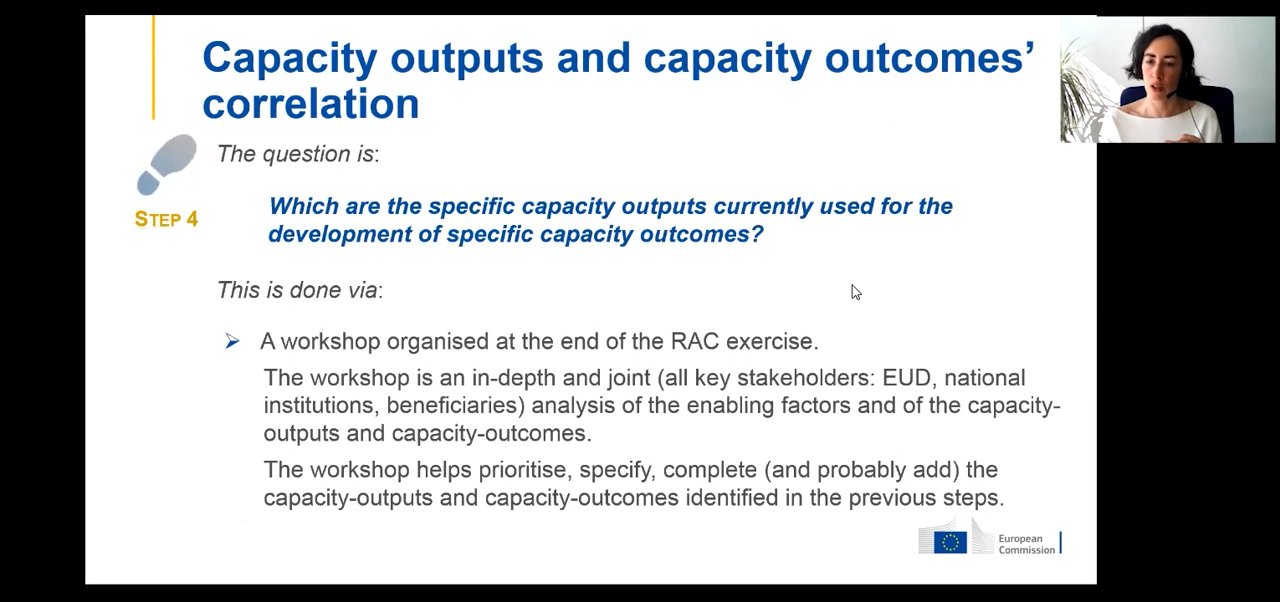 Capacity outputs and capacity outcomes’
correlation
The question is:
STEP 4
Which are the specific capacity outputs currently used for the
development of specific capacity outcomes?
This is done via:
➢ A workshop organised at the end of the RAC exercise.
The workshop is an in-depth and joint (all key stakeholders: EUD, national
institutions, beneficiaries) analysis of the enabling factors and of the capacity-
outputs and capacity-outcomes.
The workshop helps prioritise, specify, complete (and probably add) the
capacity-outputs and capacity-outcomes identified in the previous steps.
European
Commission